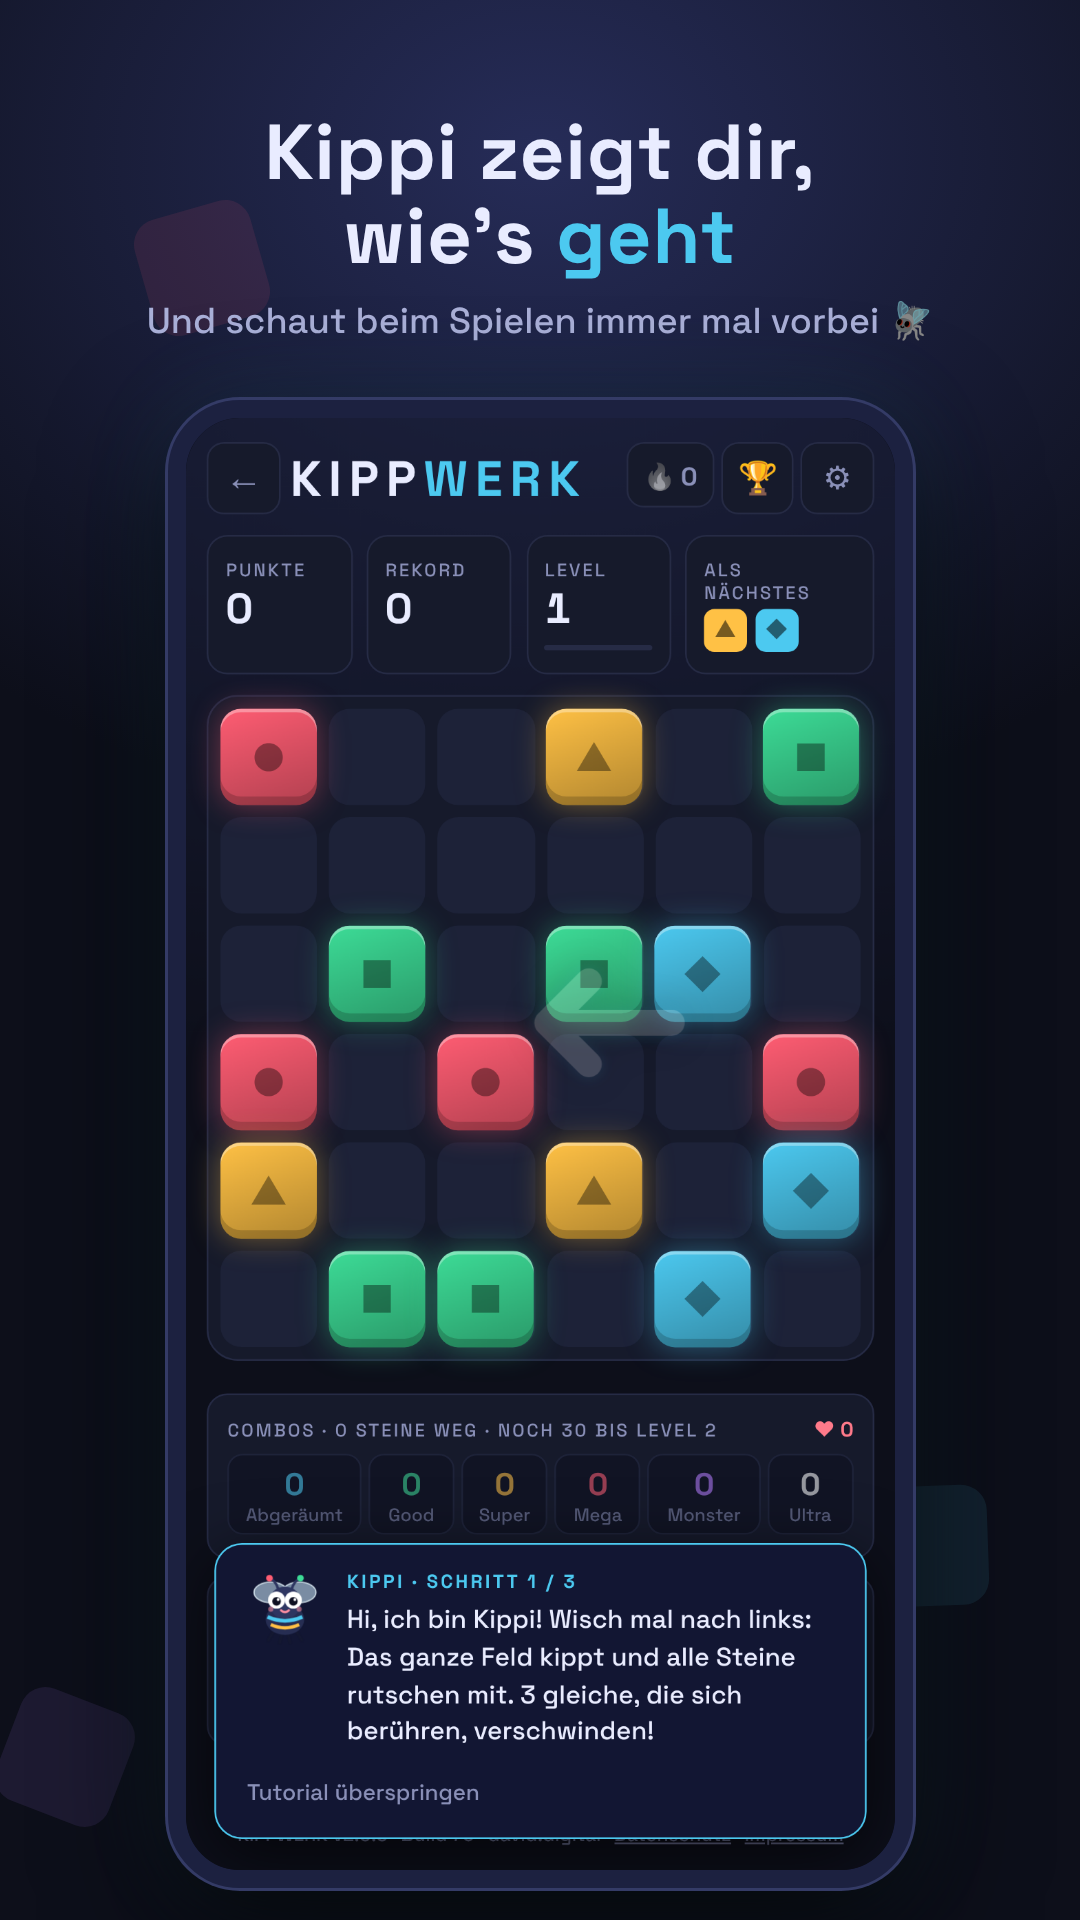 Kippi zeigt dir,
wie’s geht
Und schaut beim Spielen immer mal vorbei
← KIPPWERK 0
PUNKTE REKORD LEVEL ALS NÄCHSTES
0 0 1
COMBOS · 0 STEINE WEG · NOCH 30 BIS LEVEL 2 ♥ 0
0 0 0 0 0 0
Abgeräumt Good Super Mega Monster Ultra
KIPPI · SCHRITT 1 / 3
Hi, ich bin Kippi! Wisch mal nach links:
Das ganze Feld kippt und alle Steine
rutschen mit. 3 gleiche, die sich
berühren, verschwinden!
Tutorial überspringen